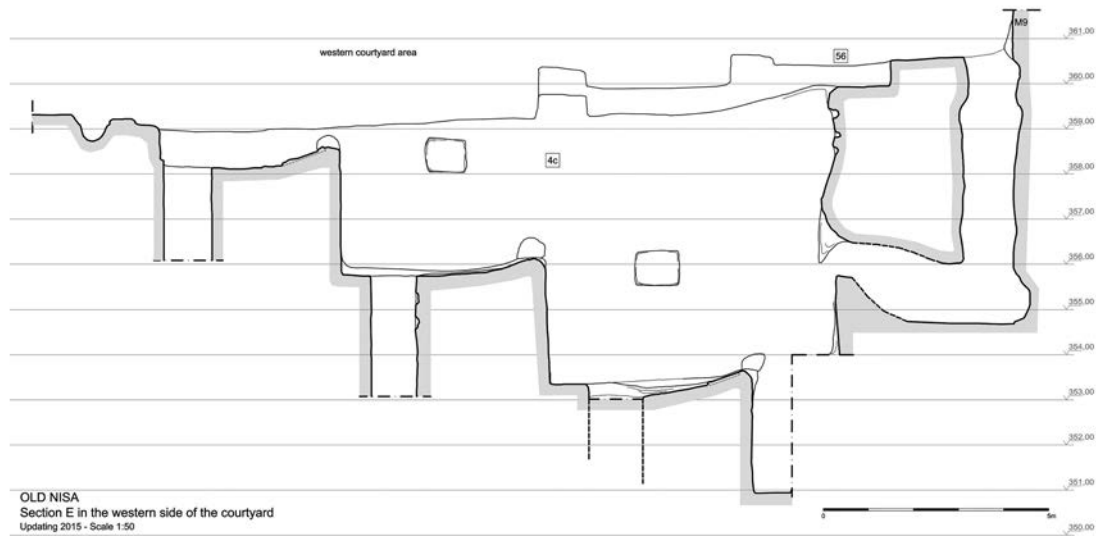 M9
361.00
western courtyard area
56
360.00
359.00
4c
358.00
357.00
356.00
355.00
354.00
353.00
352.00
OLD NISA
Section E in the western side of the courtyard
Updating 2015 - Scale 1:50
351.00
0 5m
350.00